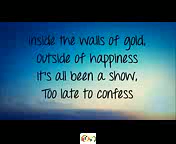 Inside the walls of gold,
outside of happiness
it's all been a show,
Too late to confess